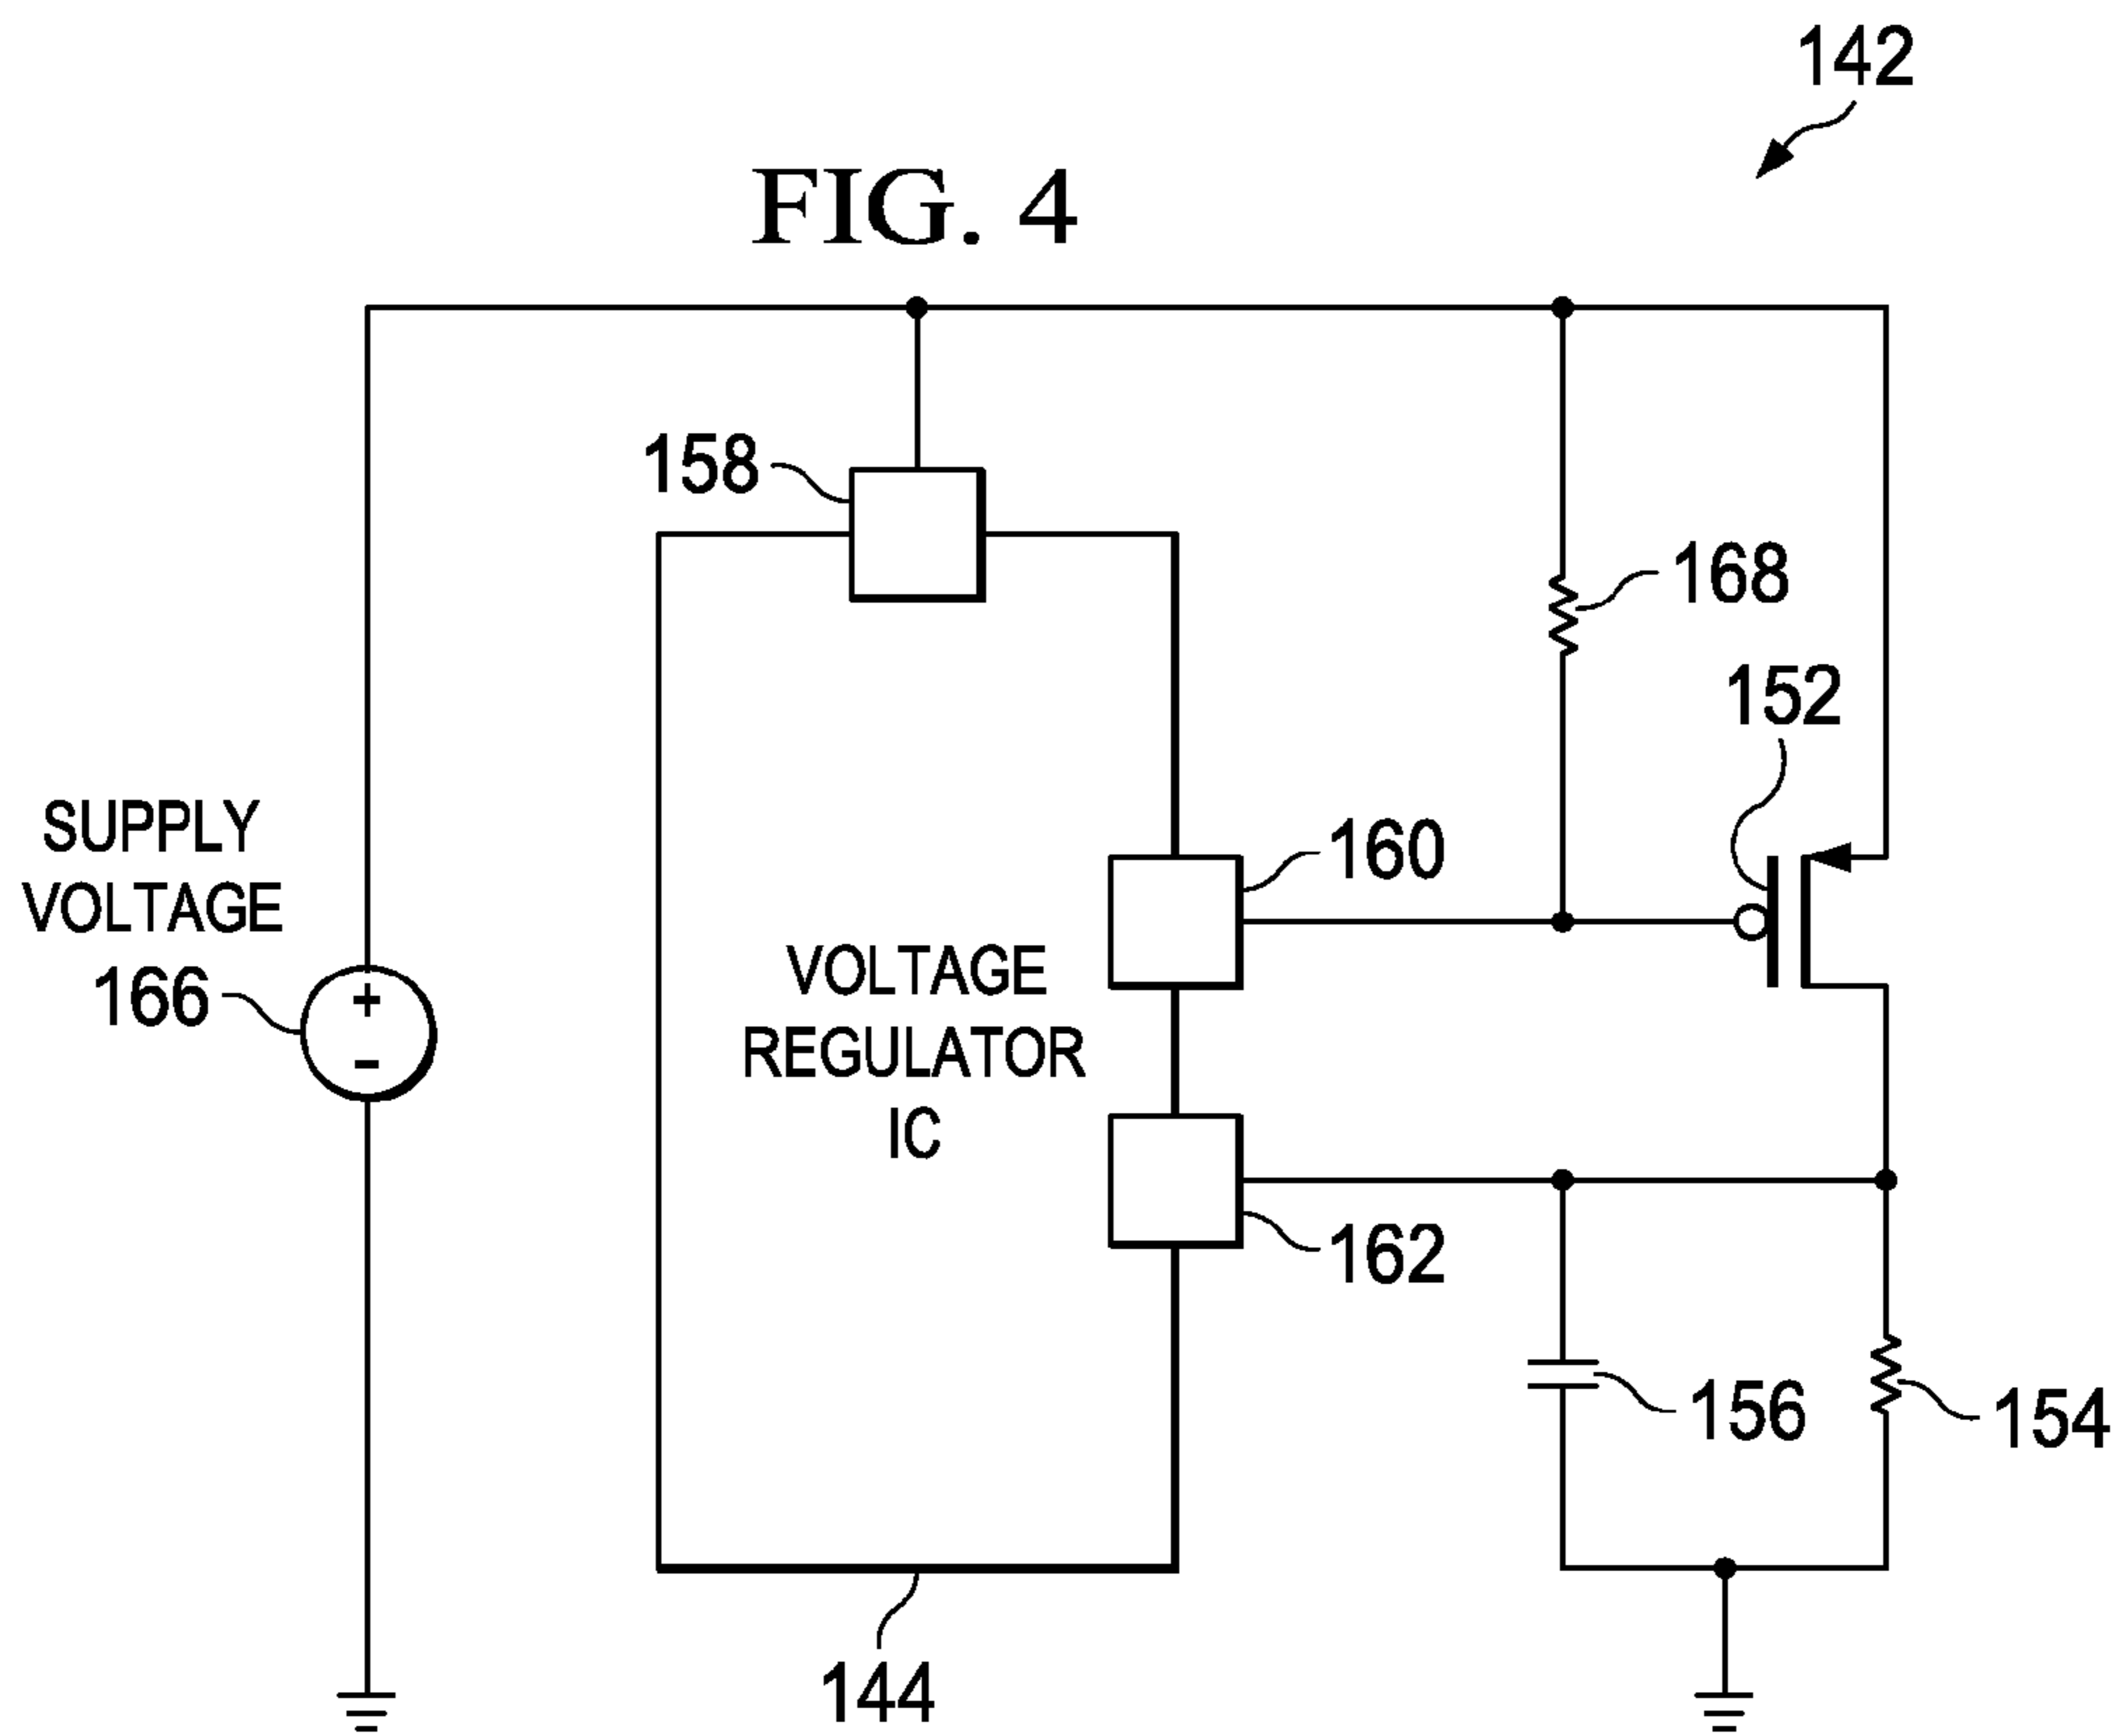 142
FIG. 4
158
168
152
SUPPLY
VOLTAGE
166
+
-
160
VOLTAGE
REGULATOR
IC
162
156
154
144